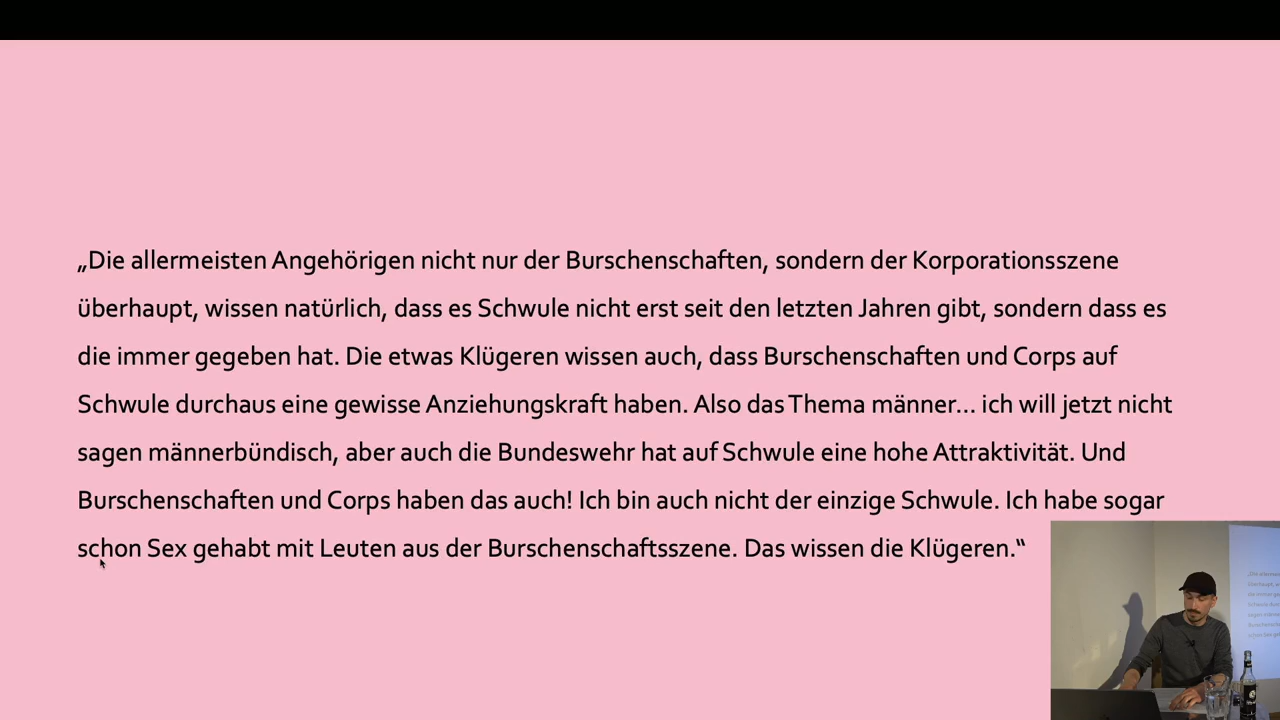 „Die allermeisten Angehörigen nicht nur der Burschenschaften, sondern der Korporationsszene
überhaupt, wissen natürlich, dass es Schwule nicht erst seit den letzten Jahren gibt, sondern dass es
die immer gegeben hat. Die etwas Klügeren wissen auch, dass Burschenschaften und Corps auf
Schwule durchaus eine gewisse Anziehungskraft haben. Also das Thema männer... ich will jetzt nicht
sagen männerbündisch, aber auch die Bundeswehr hat auf Schwule eine hohe Attraktivität. Und
Burschenschaften und Corps haben das auch! Ich bin auch nicht der einzige Schwule. Ich habe sogar
schon Sex gehabt mit Leuten aus der Burschenschaftsszene. Das wissen die Klügeren.“